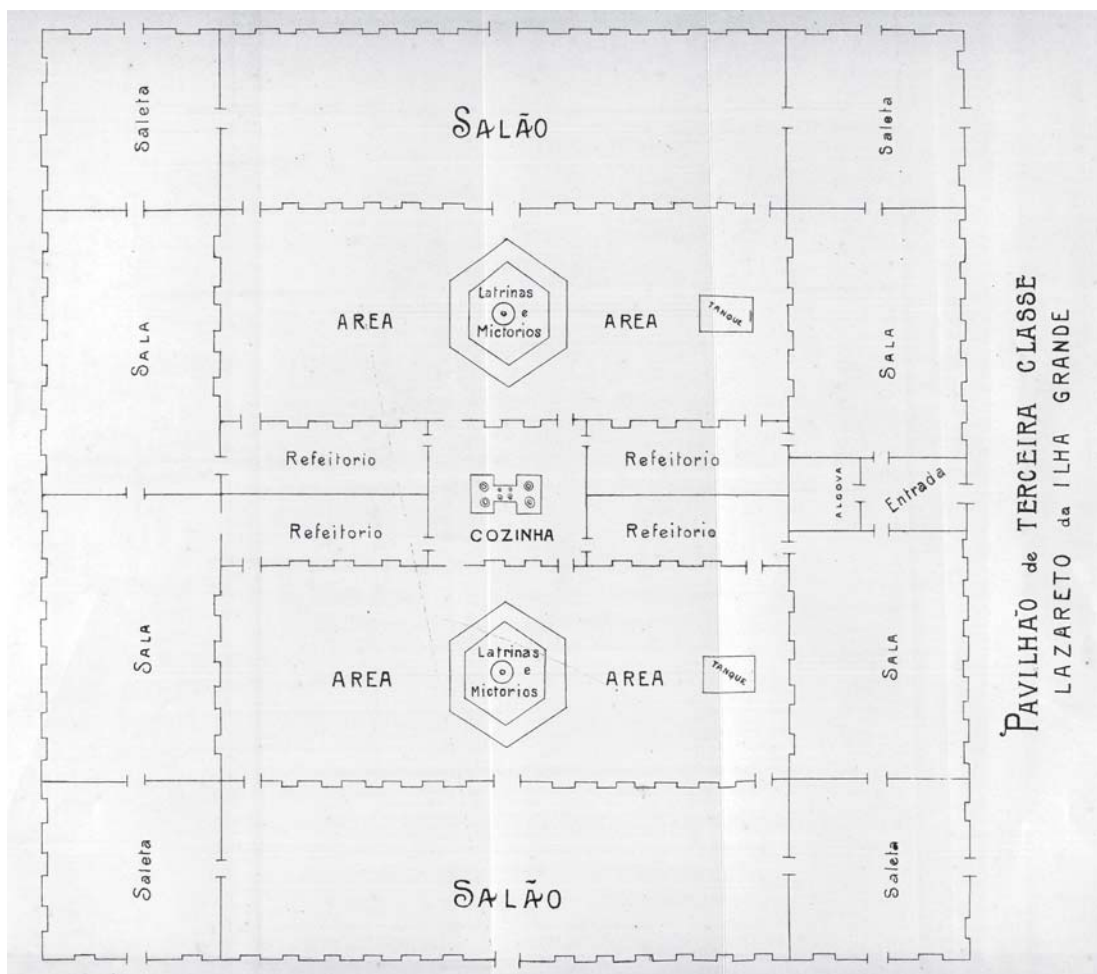 Saleta
SALÃO
Saleta
SALA
AREA
Latrinas
e
Mictorios
AREA
TANQUE
SALA
Refeitorio
Refeitorio
Refeitorio
Refeitorio
COZINHA
ALCOVA
Entrada
SALA
AREA
Latrinas
e
Mictorios
AREA
TANQUE
SALA
Saleta
SALÃO
Saleta
PAVILHÃO de TERCEIRA CLASSE
LAZARETO da ILHA GRANDE